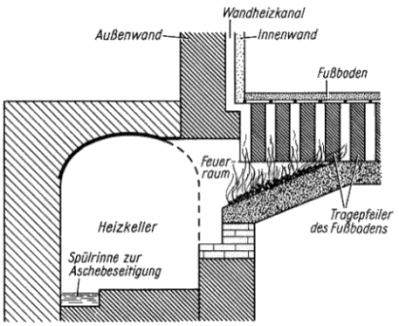 Wandheizkanal
Außenwand
Innenwand
Fußboden
Feuer
raum
Tragepfeiler
des Fußbodens
Heizkeller
Spülrinne zur
Aschebeseitigung